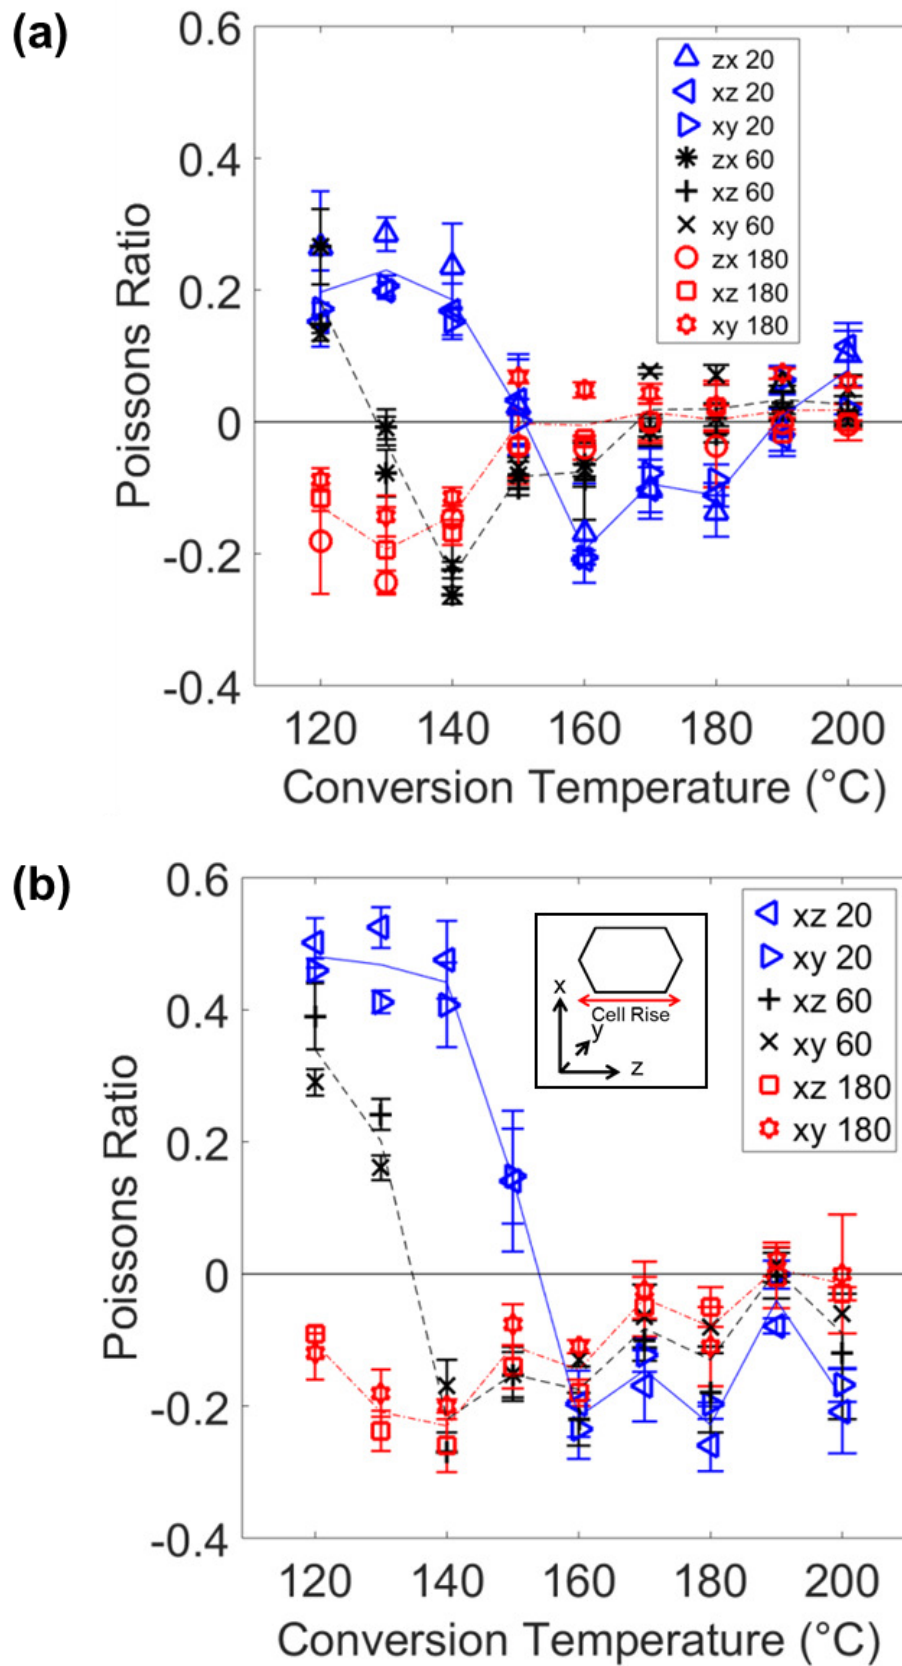 (a)
0.6
0.4
0.2
0
-0.2
-0.4
Poissons Ratio
zx 20
xz 20
xy 20
zx 60
xz 60
xy 60
zx 180
xz 180
xy 180
120 140 160 180 200
Conversion Temperature (°C)
(b)
0.6
0.4
0.2
0
-0.2
-0.4
Poissons Ratio
x
Cell Rise
y
z
xz 20
xy 20
xz 60
xy 60
xz 180
xy 180
120 140 160 180 200
Conversion Temperature (°C)